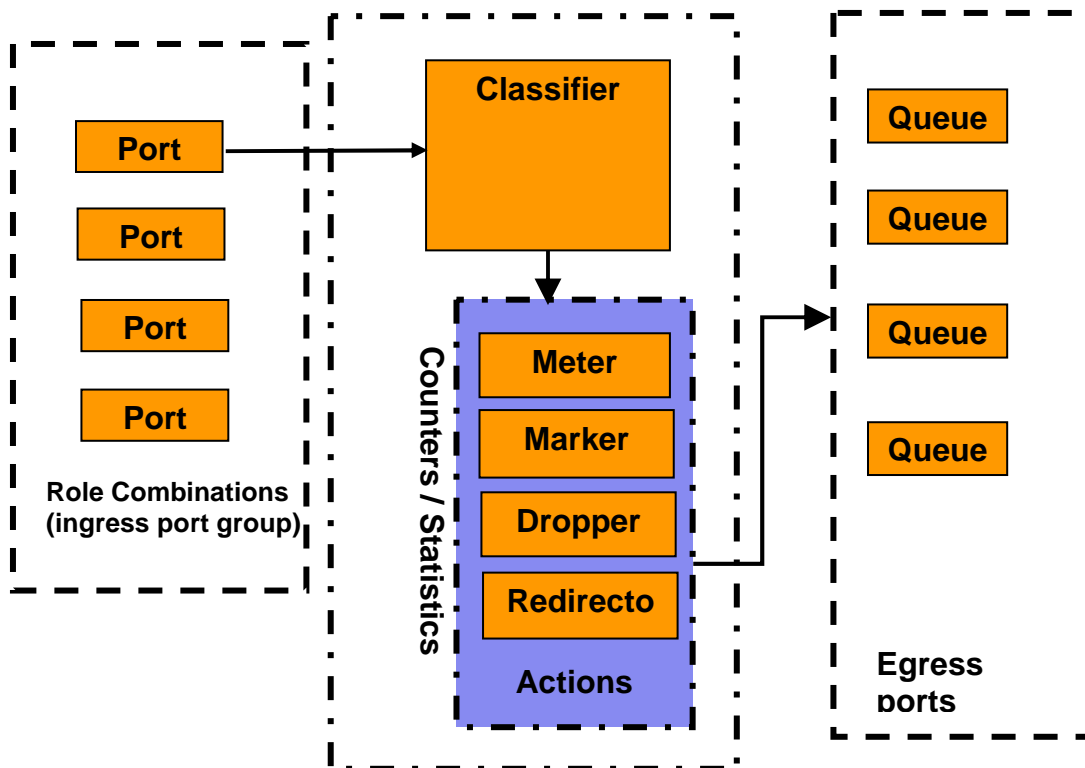 Port
Port
Port
Port
Role Combinations
(ingress port group)
Classifier
Counters / Statistics
Meter
Marker
Dropper
Redirecto
Actions
Queue
Queue
Queue
Queue
Egress
ports